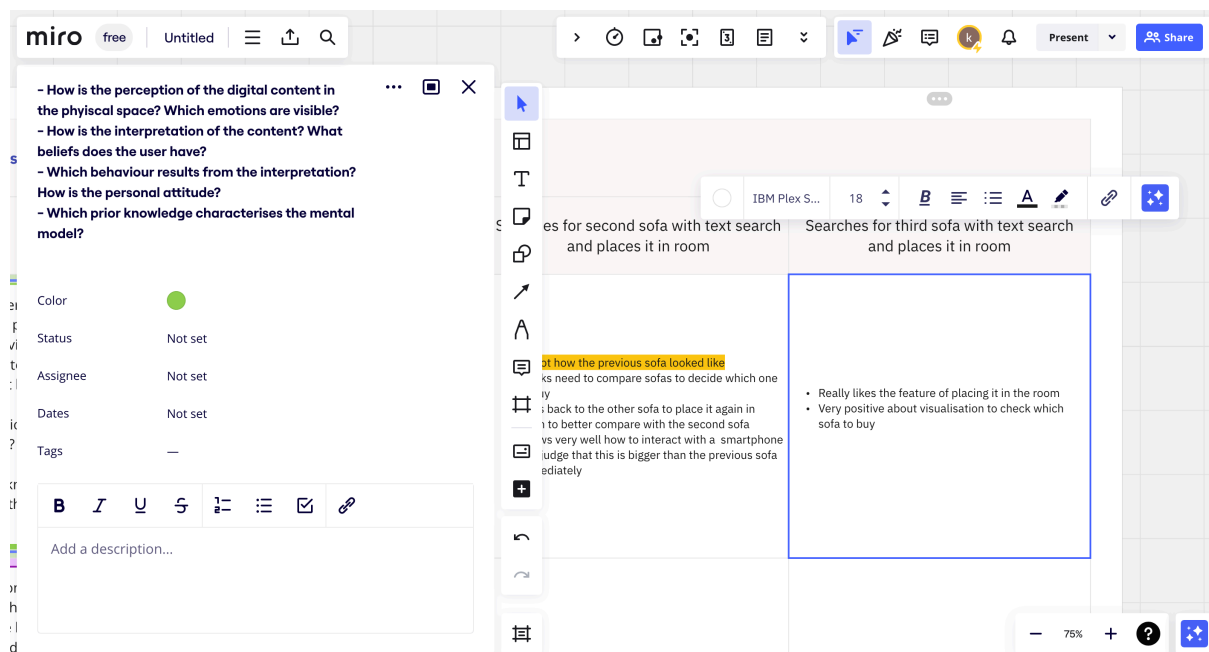 miro
free
Untitled
3
k
Present
Share
- How is the perception of the digital content in
the phyiscal space? Which emotions are visible?
- How is the interpretation of the content? What
beliefs does the user have?
- Which behaviour results from the interpretation?
How is the personal attitude?
- Which prior knowledge characterises the mental
model?
Color
Status Not set
Assignee Not set
Dates Not set
Tags —
B I U S
Add a description...
T
IBM Plex S... 18 B A
es for second sofa with text search
and places it in room
Searches for third sofa with text search
and places it in room
how the previous sofa looked like
need to compare sofas to decide which one
back to the other sofa to place it again in
to better compare with the second sofa
very well how to interact with a smartphone
judge that this is bigger than the previous sofa
• Really likes the feature of placing it in the room
• Very positive about visualisation to check which
sofa to buy
75%
?